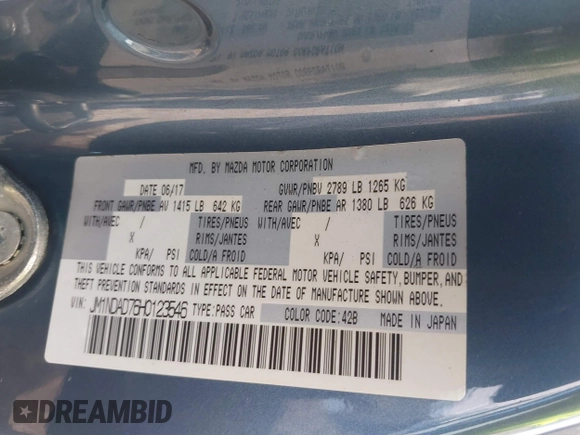 MFD. BY MAZDA MOTOR CORPORATION
DATE 06/17 GVWR/PNBV 2789 LB 1265 KG
FRONT GAWR/PNBE AV 1415 LB 642 KG REAR GAWR/PNBE AR 1380 LB 626 KG
WITH/AVEC / TIRES/PNEUS WITH/AVEC / TIRES/PNEUS
X RIMS/JANTES X RIMS/JANTES
KPA/ PSI COLD/A FROID KPA/ PSI COLD/A FROID
THIS VEHICLE CONFORMS TO ALL APPLICABLE FEDERAL MOTOR VEHICLE SAFETY, BUMPER, AND
THEFT PREVENTION STANDARDS IN EFFECT ON THE DATE OF MANUFACTURE SHOWN ABOVE.
VIN: JM1NDAD76H0123546 TYPE:PASS CAR COLOR CODE:42B MADE IN JAPAN
DREAMBID